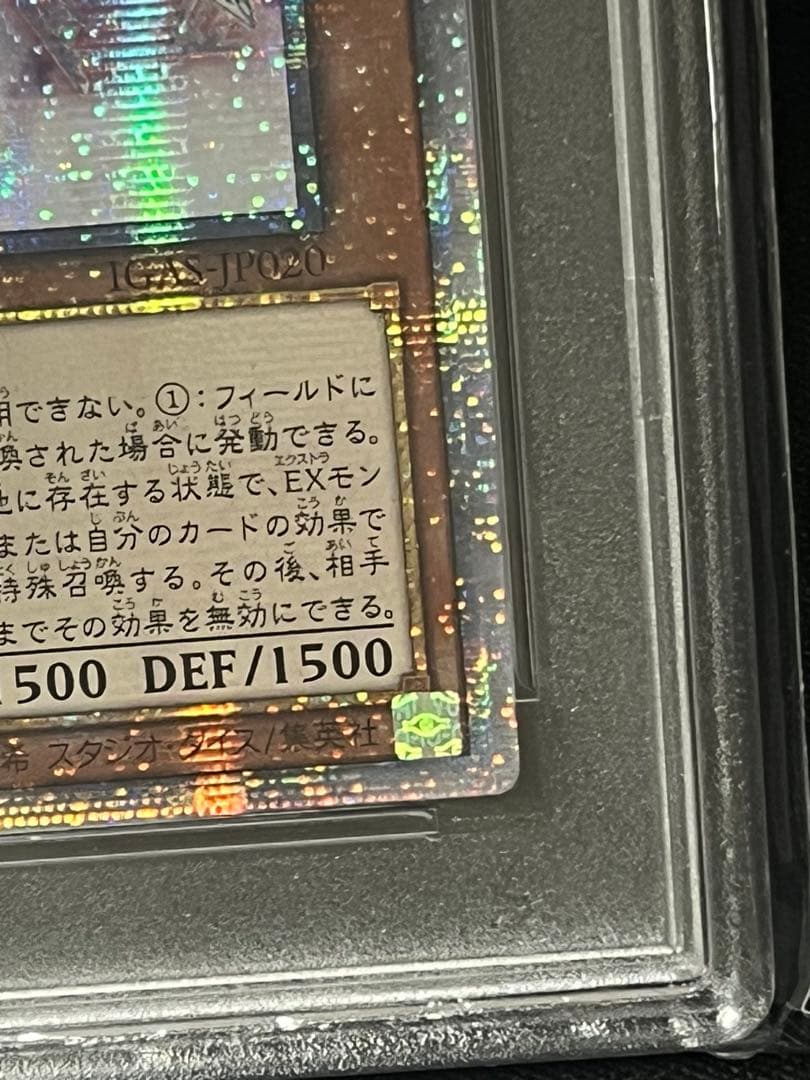 IGAS-JP020
用できない。①：フィールドに
喚された場合に発動できる。
に存在する状態で、EXモン
または自分のカードの効果で
特殊召喚する。その後、相手
までその効果を無効にできる。
1500 DEF/1500
希 スタジオ・ダイス/集英社